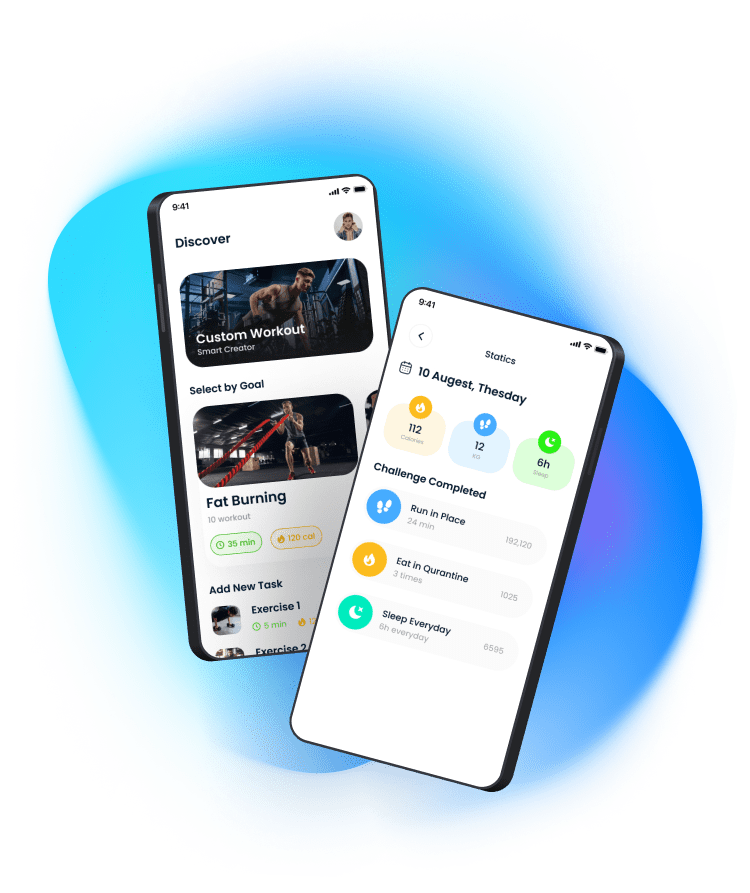 9:41
Discover
Custom Workout
Smart Creator
Select by Goal
Fat Burning
10 workout
35 min
120 cal
Add New Task
Exercise 1
5 min
Exercise 2
9:41
Statics
10 Augest, Thesday
112
Calories
12
KG
6h
Sleep
Challenge Completed
Run in Place
24 min
192,120
Eat in Qurantine
3 times
1025
Sleep Everyday
6h everyday
6595